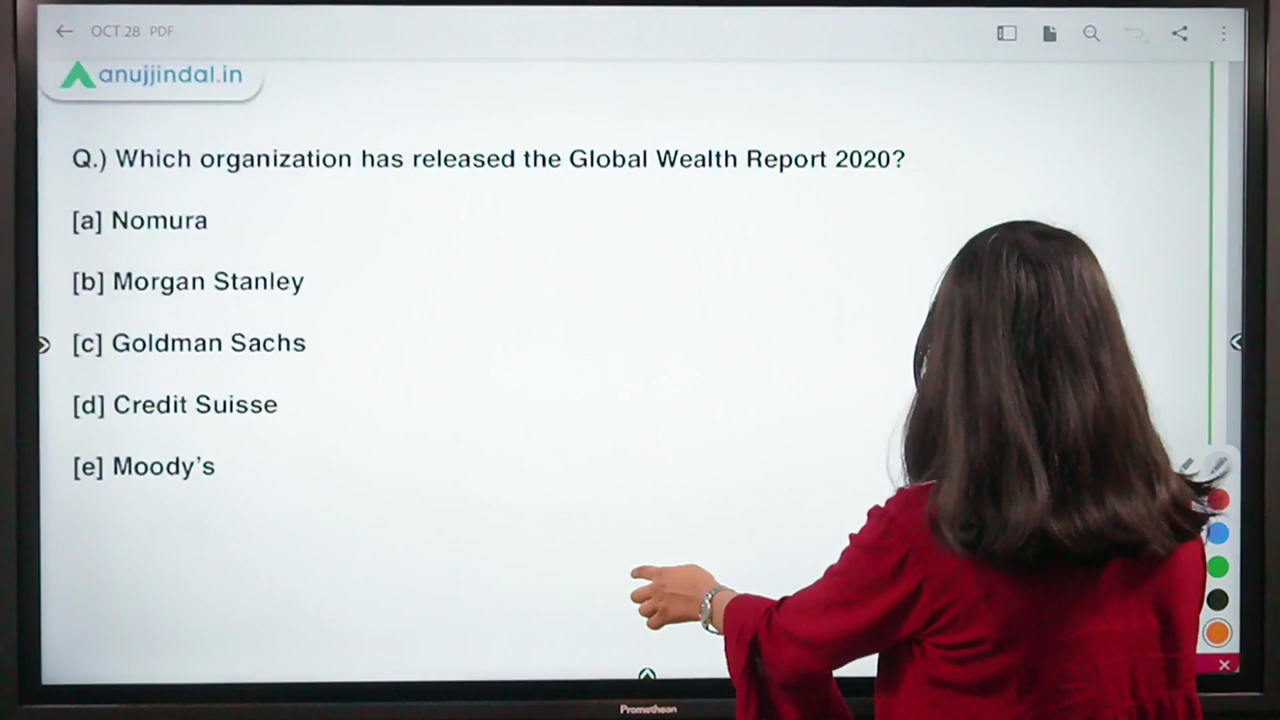 OCT 28 PDF
anujjindal.in
Q.) Which organization has released the Global Wealth Report 2020?
[a] Nomura
[b] Morgan Stanley
[c] Goldman Sachs
[d] Credit Suisse
[e] Moody's
Promethean